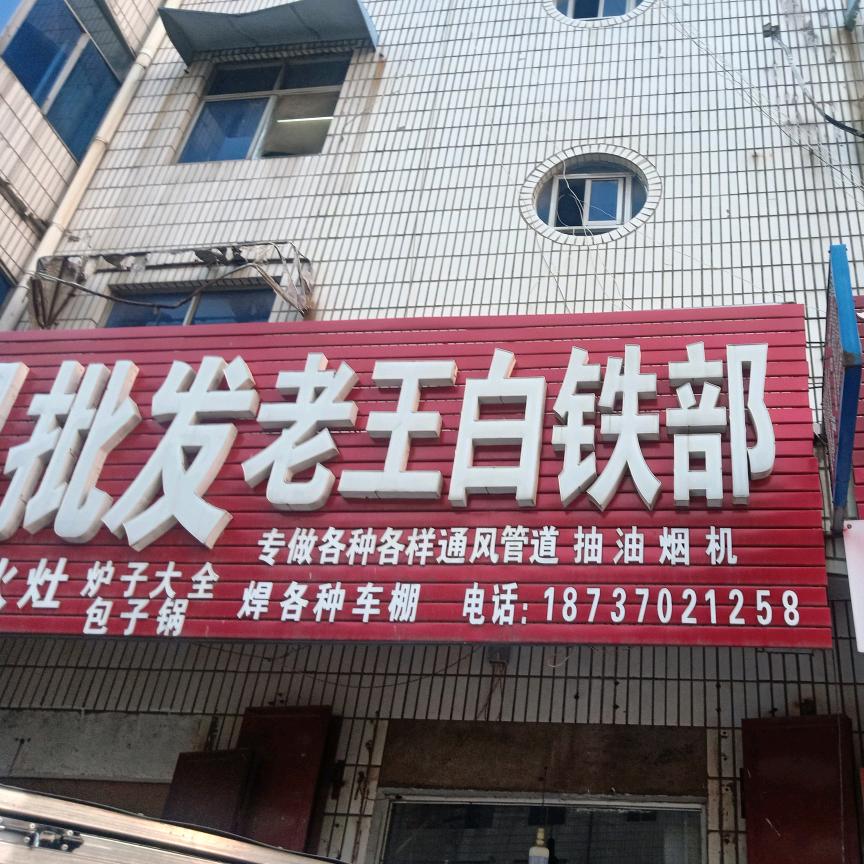 批发老王白铁部
专做各种各样通风管道 抽油烟机
火灶 炉子大全
包子锅
焊各种车棚 电话:18737021258